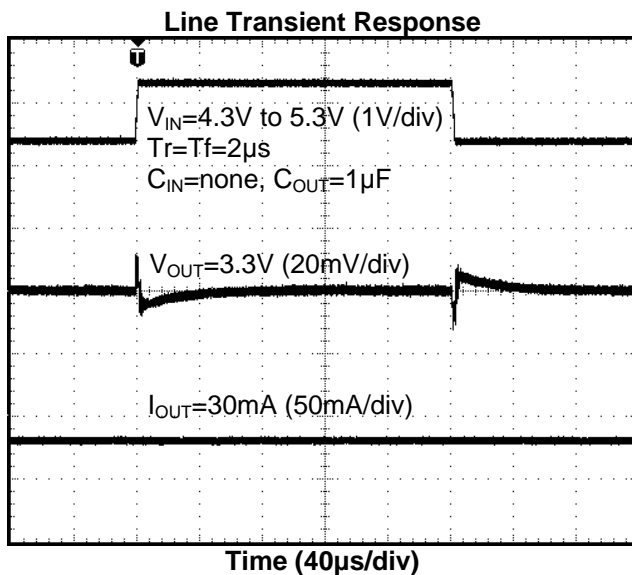 Line Transient Response
T
V_IN=4.3V to 5.3V (1V/div)
Tr=Tf=2µs
C_IN=none, C_OUT=1µF
V_OUT=3.3V (20mV/div)
I_OUT=30mA (50mA/div)
Time (40µs/div)